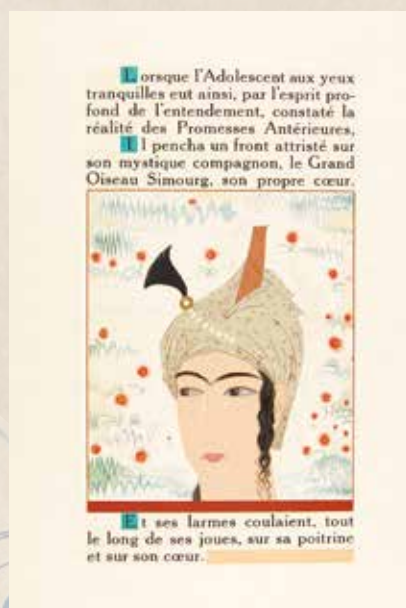 Lorsque l'Adolescent aux yeux
tranquilles eut ainsi, par l'esprit pro-
fond de l'entendement, constaté la
réalité des Promesses Antérieures,
Il pencha un front attristé sur
son mystique compagnon, le Grand
Oiseau Simourg, son propre cœur.
Et ses larmes coulaient, tout
le long de ses joues, sur sa poitrine
et sur son cœur.